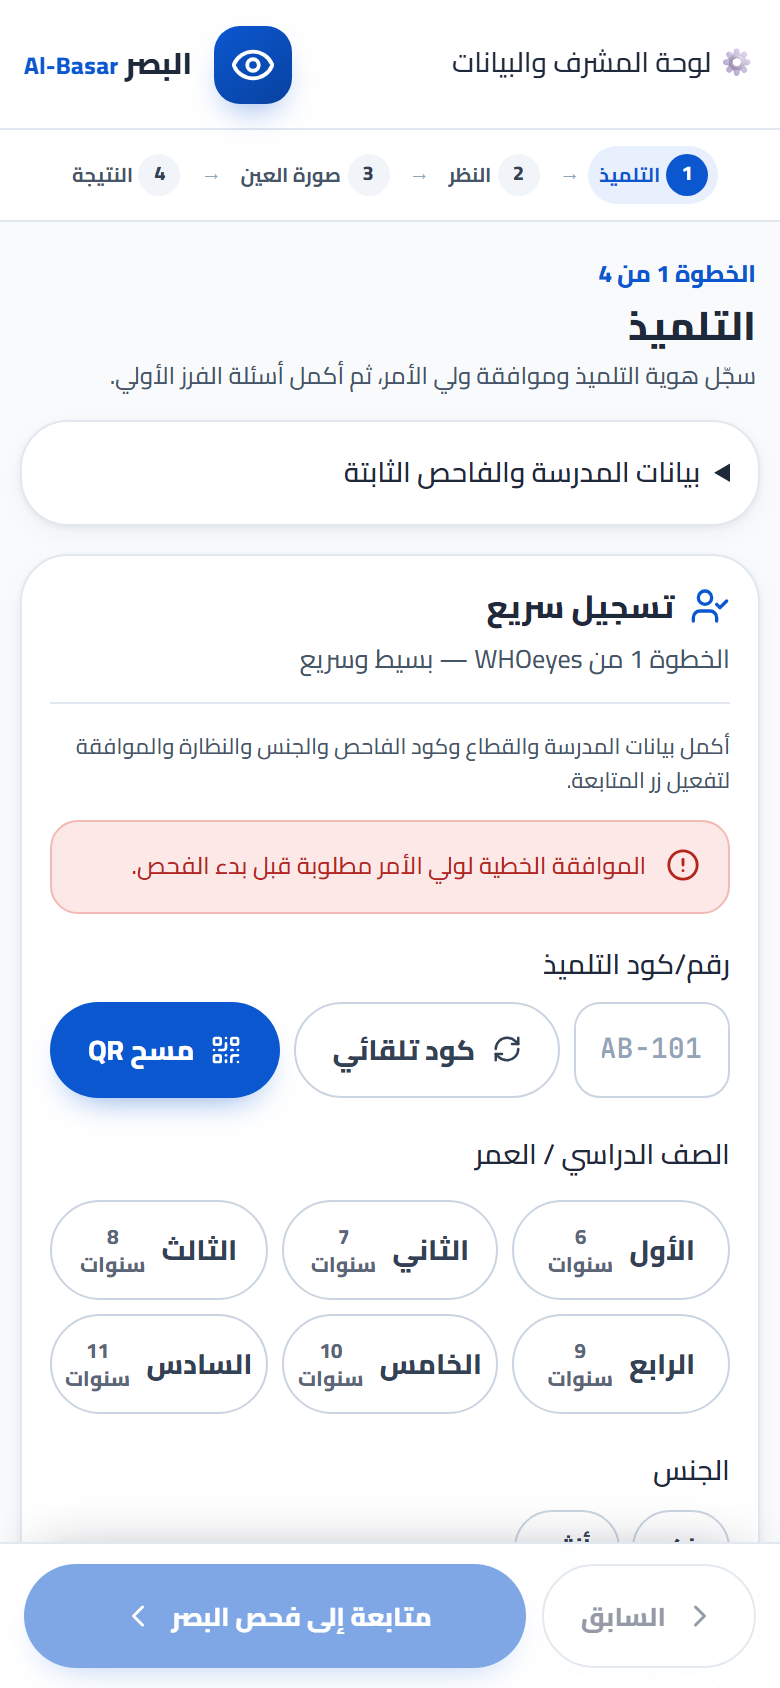 لوحة المشرف والبيانات
البصر Al-Basar
1 التلميذ → 2 النظر → 3 صورة العين → 4 النتيجة
الخطوة 1 من 4
التلميذ
سجّل هوية التلميذ وموافقة ولي الأمر، ثم أكمل أسئلة الفرز الأولي.
بيانات المدرسة والفاحص الثابتة
تسجيل سريع
الخطوة 1 من WHOeyes — بسيط وسريع
أكمل بيانات المدرسة والقطاع وكود الفاحص والجنس والنظارة والموافقة
لتفعيل زر المتابعة.
الموافقة الخطية لولي الأمر مطلوبة قبل بدء الفحص.
رقم/كود التلميذ
AB-101
كود تلقائي
مسح QR
الصف الدراسي / العمر
الأول 6 سنوات
الثاني 7 سنوات
الثالث 8 سنوات
الرابع 9 سنوات
الخامس 10 سنوات
السادس 11 سنوات
الجنس
السابق
متابعة إلى فحص البصر